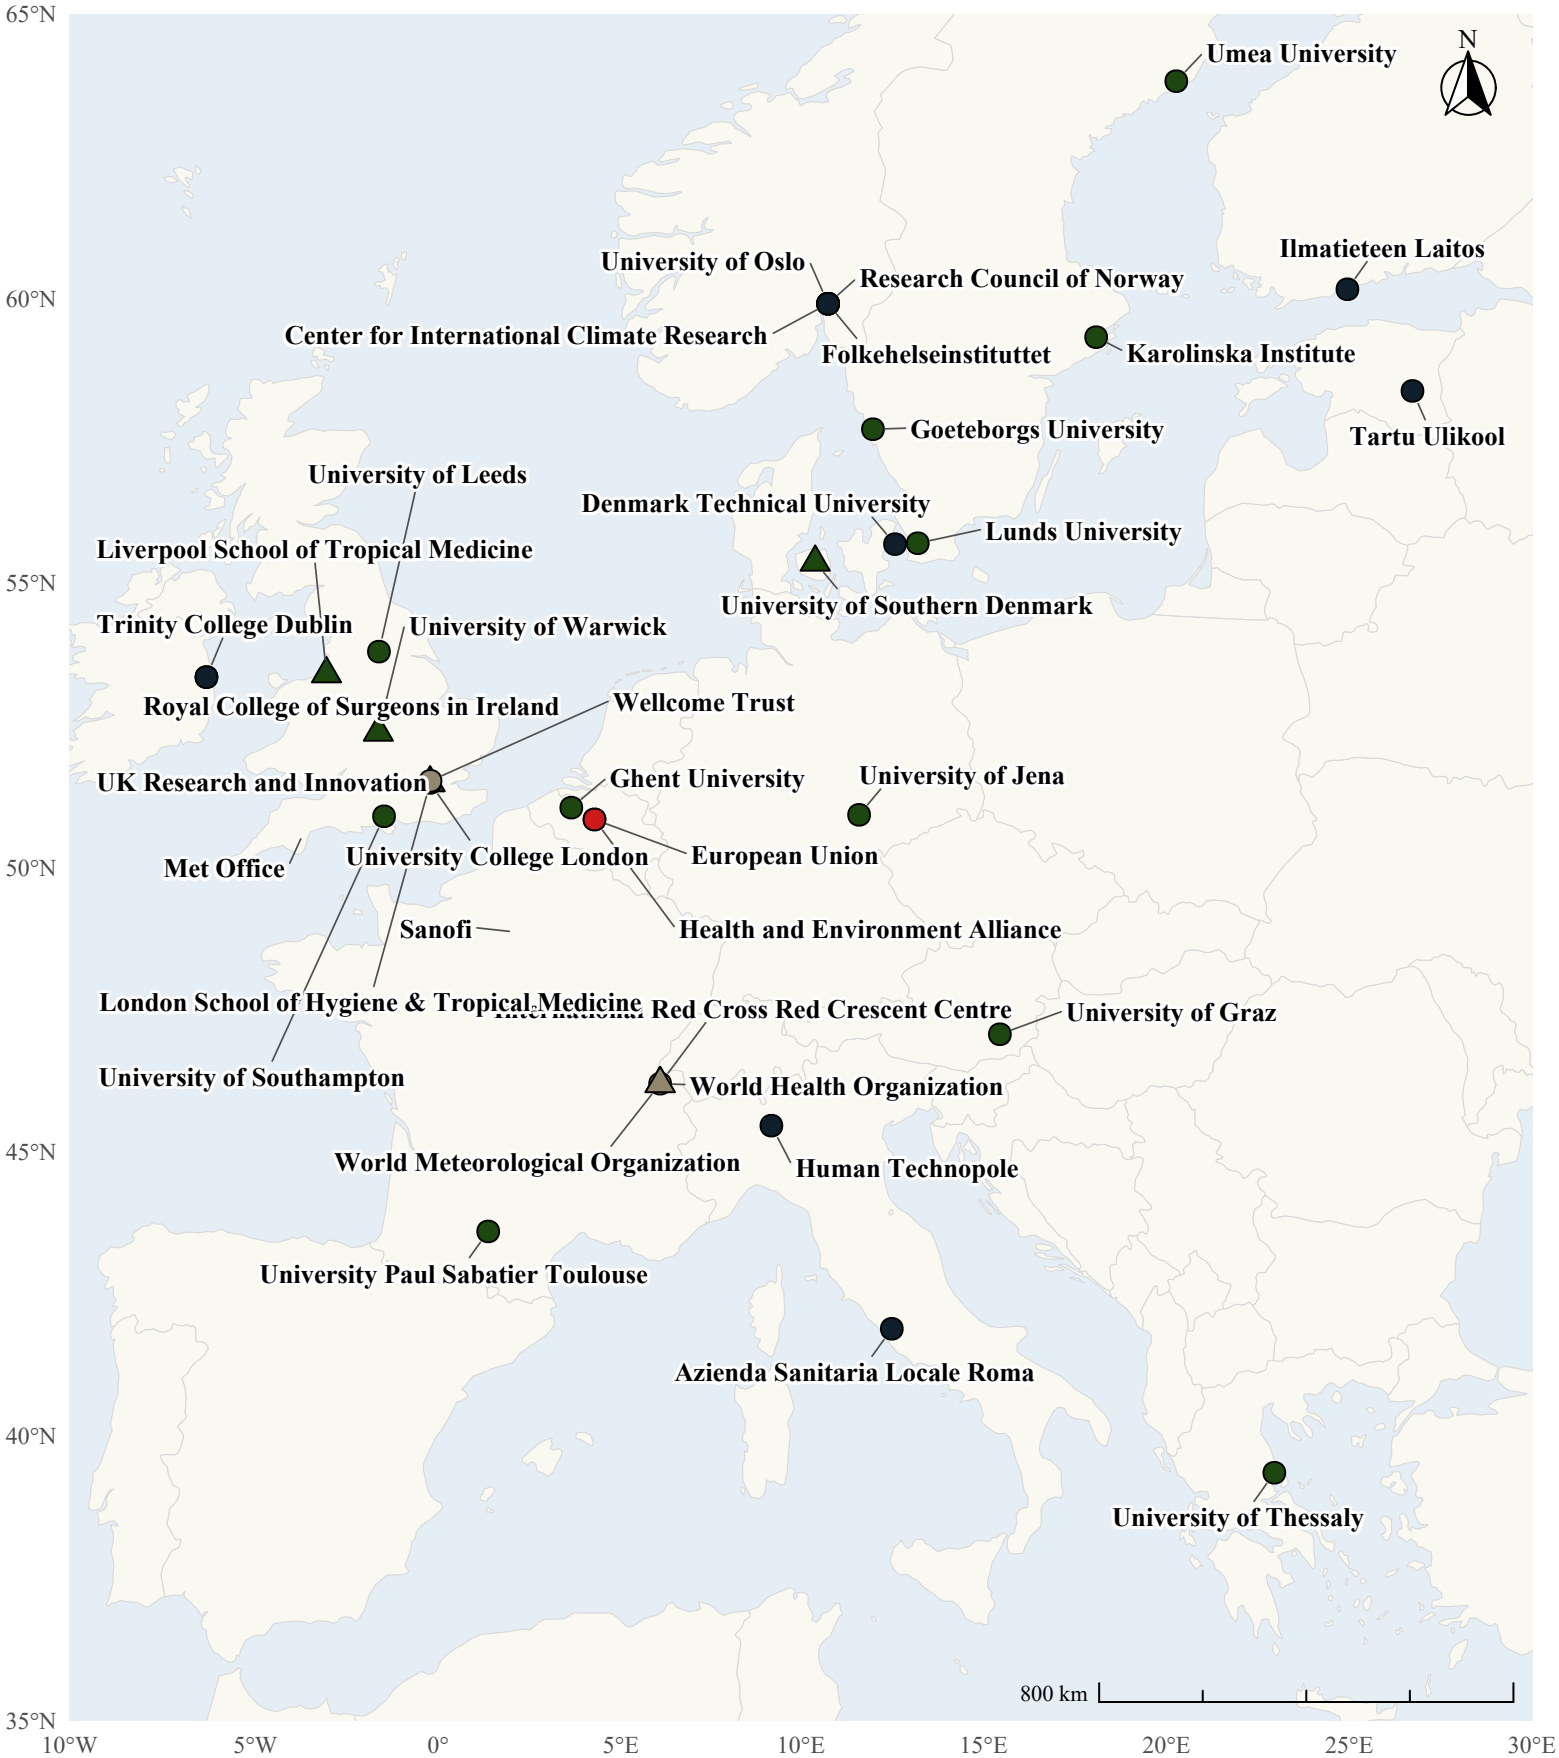 65°N
N
Umea University
Ilmatieteen Laitos
University of Oslo
Research Council of Norway
60°N
Center for International Climate Research
Folkehelseinstituttet
Karolinska Institute
Goeteborgs University
Tartu Ulikool
University of Leeds
Denmark Technical University
Lunds University
Liverpool School of Tropical Medicine
55°N
University of Southern Denmark
Trinity College Dublin
University of Warwick
Wellcome Trust
Royal College of Surgeons in Ireland
University of Jena
Ghent University
UK Research and Innovation
European Union
University College London
50°N
Met Office
Sanofi
Health and Environment Alliance
London School of Hygiene & Tropical Medicine
International Red Cross Red Crescent Centre
University of Graz
University of Southampton
World Health Organization
45°N
World Meteorological Organization
Human Technopole
University Paul Sabatier Toulouse
Azienda Sanitaria Locale Roma
40°N
University of Thessaly
800 km
35°N
10°W
5°W
0°
5°E
10°E
15°E
20°E
25°E
30°E